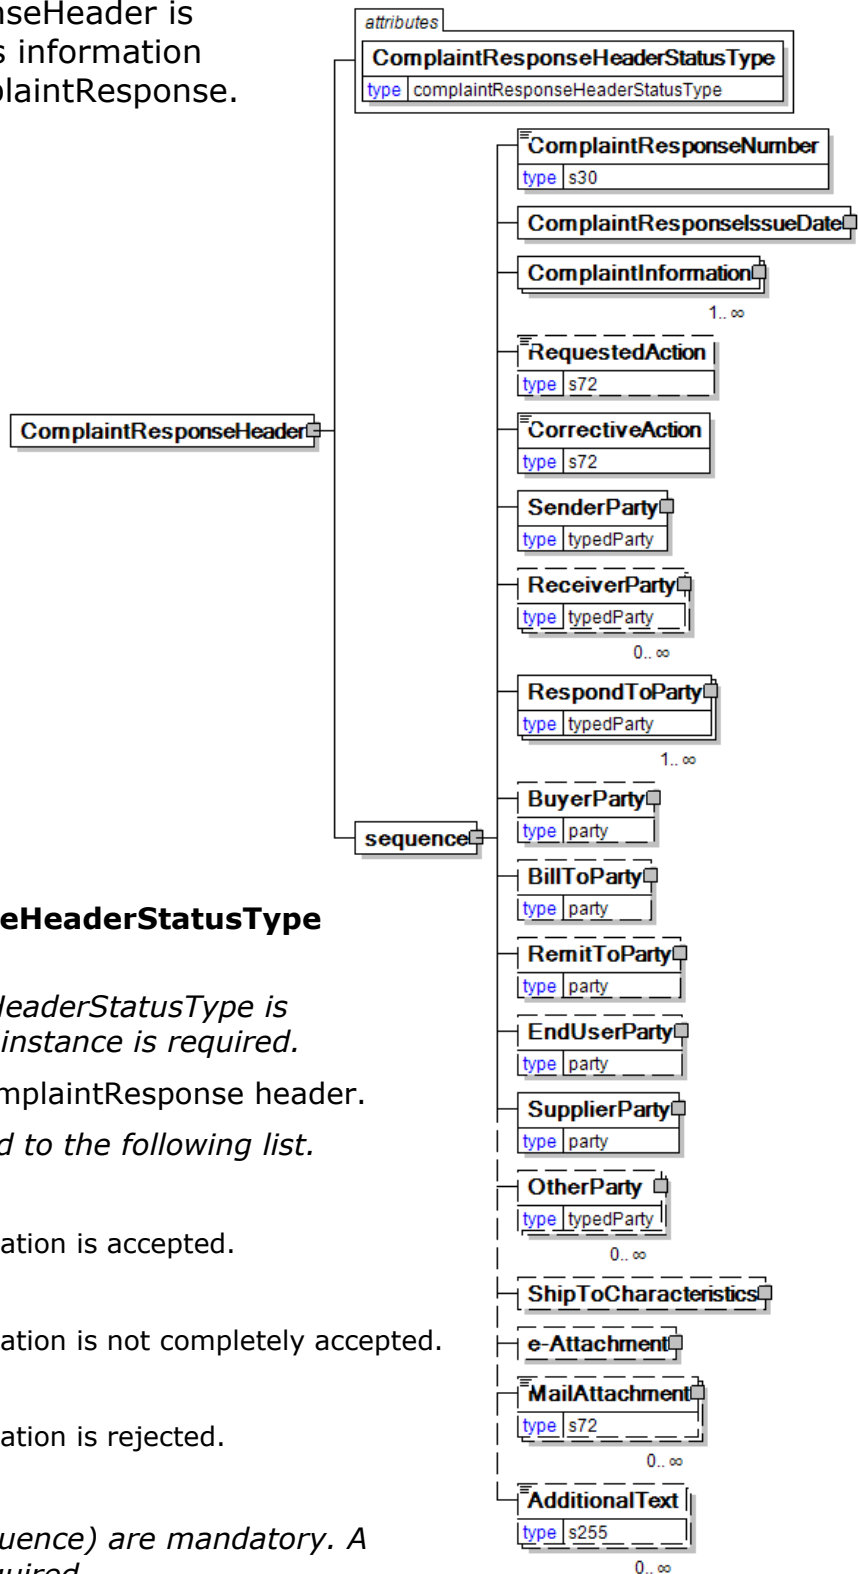 nseHeader is
s information
plaintResponse.
attributes
ComplaintResponseHeaderStatusType
type complaintResponseHeaderStatusType
ComplaintResponseNumber
type s30
ComplaintResponseIssueDate
ComplaintInformation
1..∞
RequestedAction
type s72
ComplaintResponseHeader
CorrectiveAction
type s72
SenderParty
type typedParty
ReceiverParty
type typedParty
0..∞
RespondToParty
type typedParty
1..∞
BuyerParty
type party
sequence
BillToParty
type party
eHeaderStatusType
RemitToParty
type party
HeaderStatusType is
instance is required.
EndUserParty
type party
mplaintResponse header.
SupplierParty
type party
d to the following list.
OtherParty
type typedParty
0..∞
ation is accepted.
ShipToCharacteristics
e-Attachment
ation is not completely accepted.
MailAttachment
type s72
0..∞
ation is rejected.
AdditionalText
type s255
0..∞
uence) are mandatory. A
quired